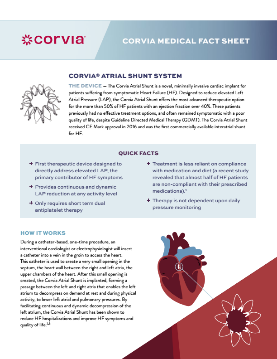 corvia®
CORVIA MEDICAL FACT SHEET
CORVIA® ATRIAL SHUNT SYSTEM
THE DEVICE — The Corvia Atrial Shunt is a novel, minimally invasive cardiac implant for
patients suffering from symptomatic Heart Failure (HF). Designed to reduce elevated Left
Atrial Pressure (LAP), the Corvia Atrial Shunt offers the most advanced therapeutic option
for the more than 50% of HF patients with an ejection fraction over 40%. These patients
previously had no effective treatment options, and often remained symptomatic with a poor
quality of life, despite Guideline Directed Medical Therapy (GDMT). The Corvia Atrial Shunt
received CE Mark approval in 2016 and was the first commercially available interatrial shunt
for HF.
QUICK FACTS
First therapeutic device designed to
directly address elevated LAP, the
primary contributor of HF symptoms
Provides continuous and dynamic
LAP reduction at any activity level
Only requires short term dual
antiplatelet therapy
Treatment is less reliant on compliance
with medication and diet (a recent study
revealed that almost half of HF patients
are non-compliant with their prescribed
medications).
Therapy is not dependent upon daily
pressure monitoring
HOW IT WORKS
During a catheter-based, one-time procedure, an
interventional cardiologist or electrophysiologist will insert
a catheter into a vein in the groin to access the heart.
This catheter is used to create a very small opening in the
septum, the wall between the right and left atria, the
upper chambers of the heart. After this small opening is
created, the Corvia Atrial Shunt is implanted, forming a
passage between the left and right atria that enables the left
atrium to decompress on demand at rest and during physical
activity, to lower left atrial and pulmonary pressures. By
facilitating continuous and dynamic decompression of the
left atrium, the Corvia Atrial Shunt has been shown to
reduce HF hospitalizations and improve HF symptoms and
quality of life.